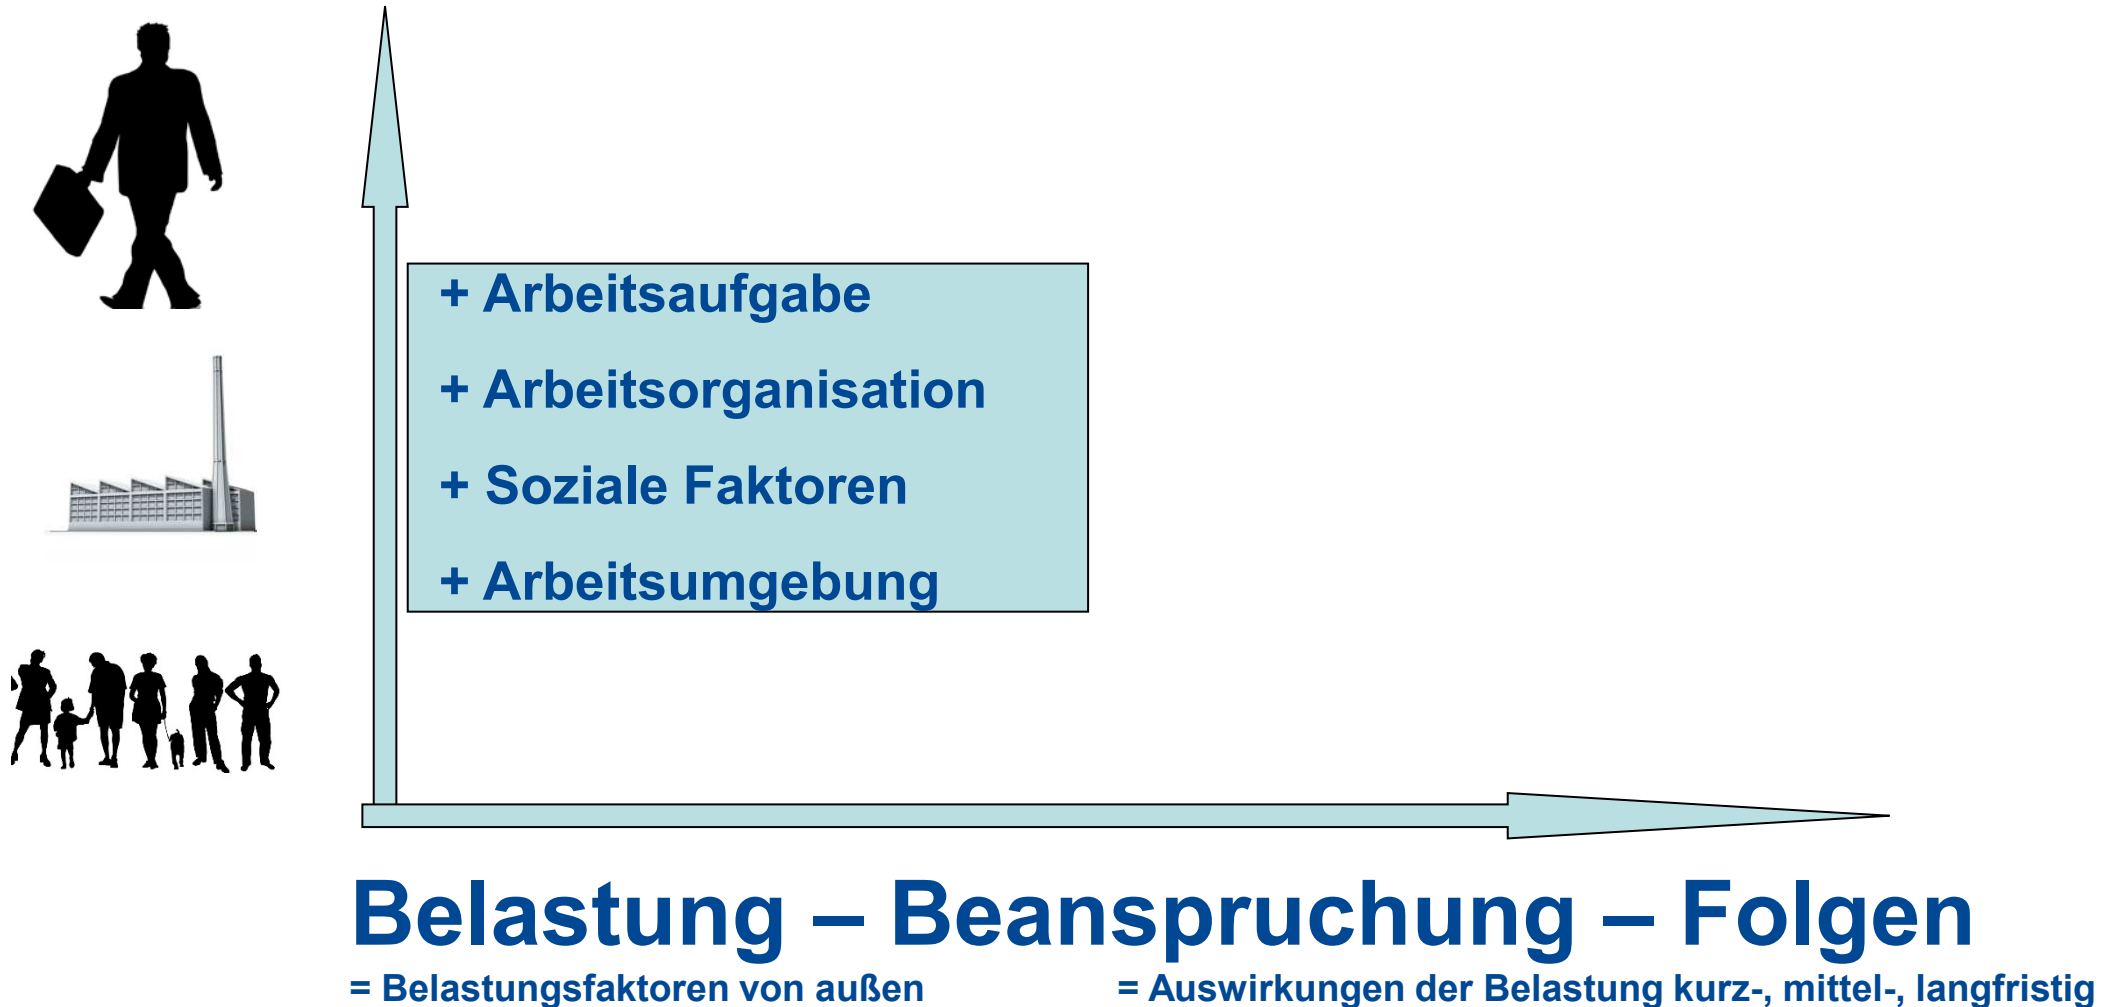 + Arbeitsaufgabe
+ Arbeitsorganisation
+ Soziale Faktoren
+ Arbeitsumgebung
Belastung – Beanspruchung – Folgen
= Belastungsfaktoren von außen = Auswirkungen der Belastung kurz-, mittel-, langfristig